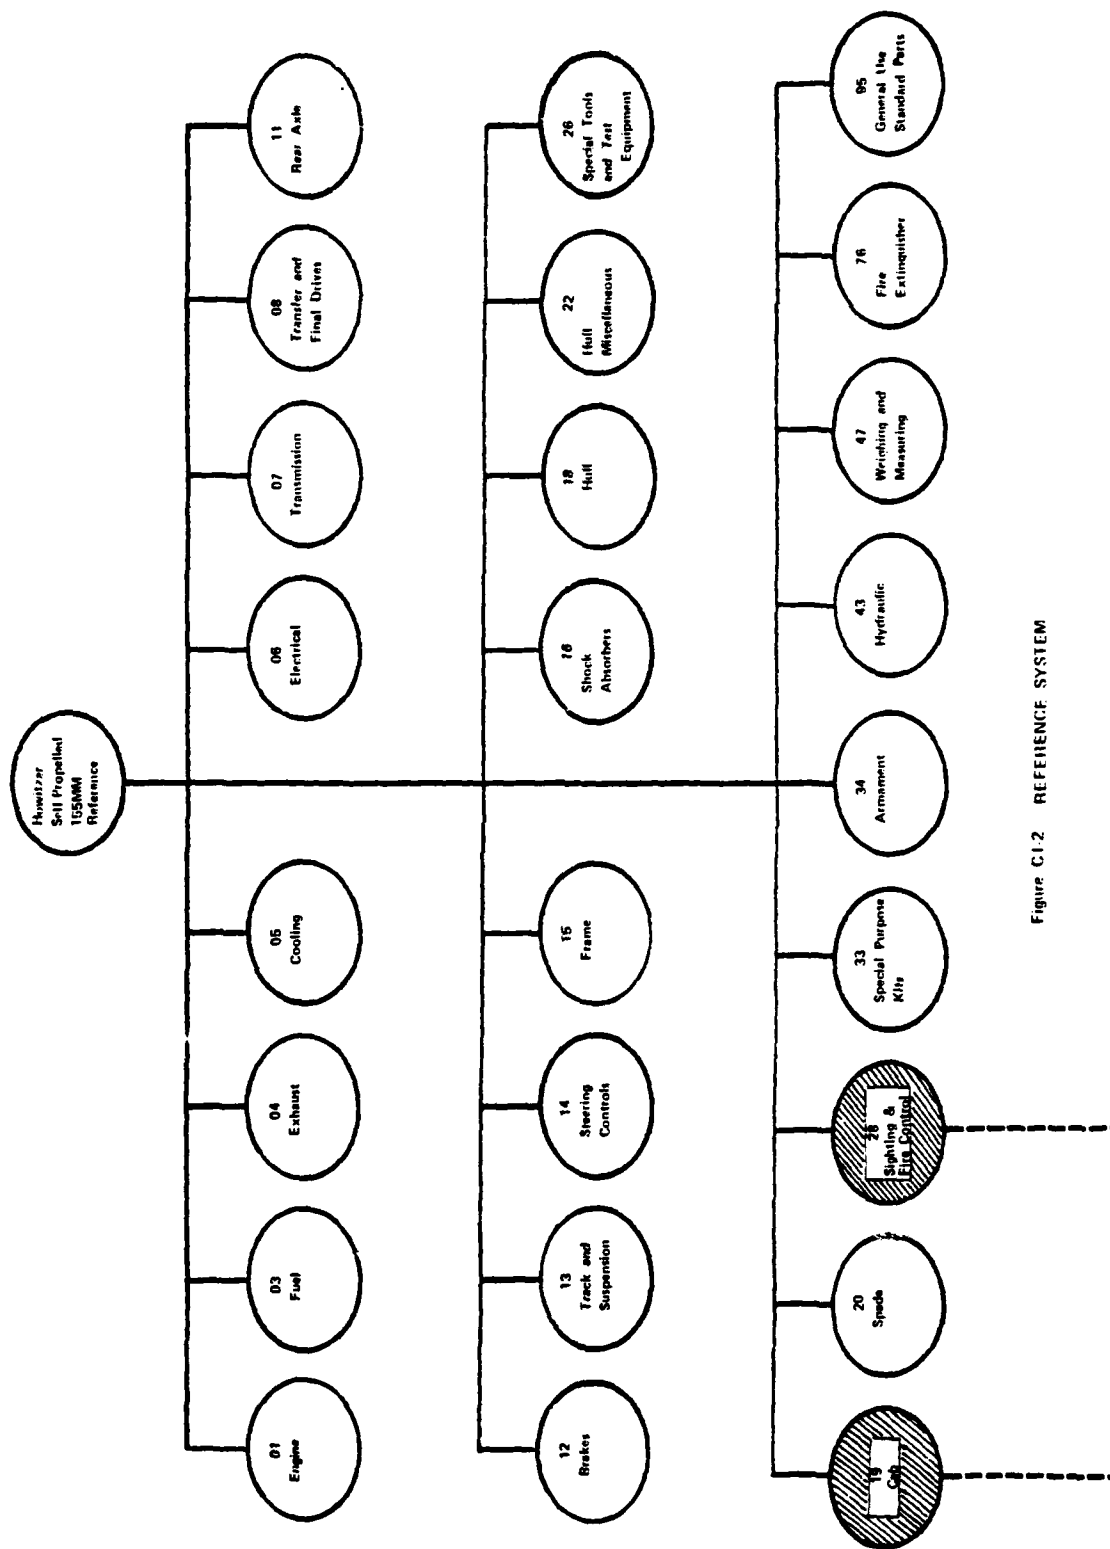 Howitzer
Self Propelled
155MM
Reference
01
Engine
03
Fuel
04
Exhaust
05
Cooling
06
Electrical
07
Transmission
08
Transfer and
Final Drives
11
Rear Axle
12
Brakes
13
Track and
Suspension
14
Steering
Controls
15
Frame
16
Shock
Absorbers
18
Hull
22
Hull
Miscellaneous
26
Special Tools
and Test
Equipment
19
Cab
20
Spade
28
Sighting &
Fire Control
33
Special Purpose
Kits
34
Armament
43
Hydraulic
47
Weighing and
Measuring
76
Fire
Extinguisher
95
General Use
Standard Parts
Figure C1-2 REFERENCE SYSTEM